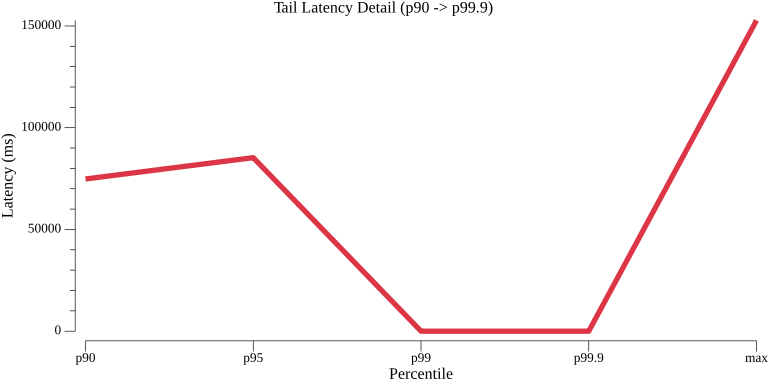 Tail Latency Detail (p90 -> p99.9)
150000
100000
50000
0
Latency (ms)
p90 p95 p99 p99.9 max
Percentile